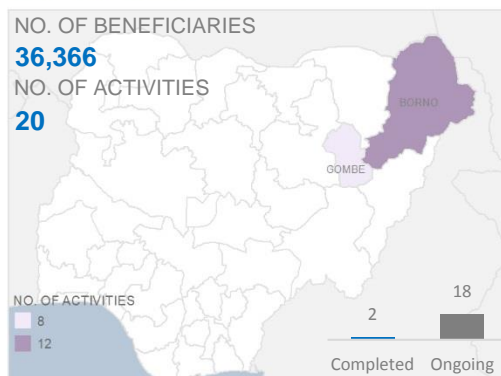 NO. OF BENEFICIARIES
36,366
NO. OF ACTIVITIES
20
BORNO
GOMBE
NO. OF ACTIVITIES
8
12
2
18
Completed
Ongoing